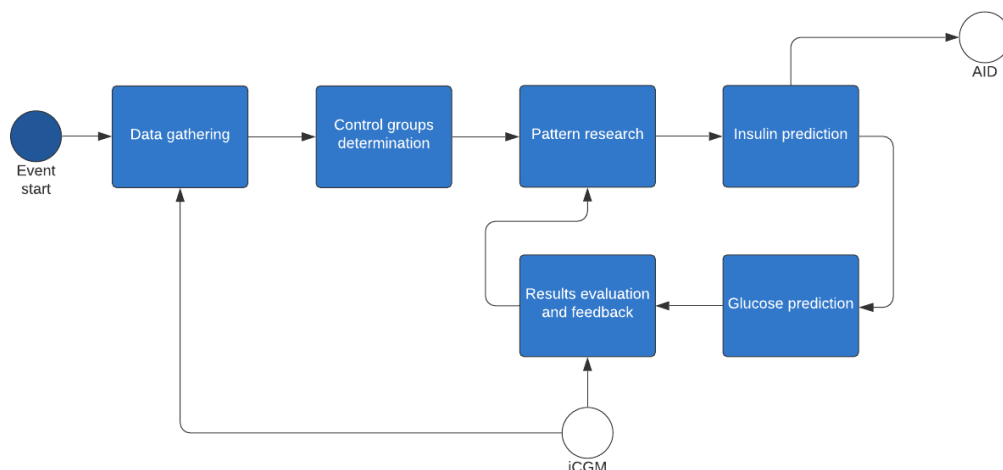 AID
Data gathering
Control groups
determination
Pattern research
Insulin prediction
Event
start
Results evaluation
and feedback
Glucose prediction
iCGM